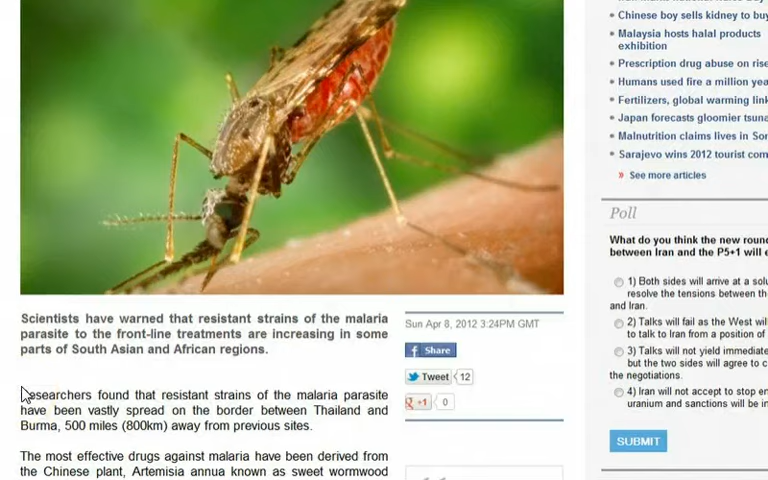 Scientists have warned that resistant strains of the malaria
parasite to the front-line treatments are increasing in some
parts of South Asian and African regions.
Researchers found that resistant strains of the malaria parasite
have been vastly spread on the border between Thailand and
Burma, 500 miles (800km) away from previous sites.
The most effective drugs against malaria have been derived from
the Chinese plant, Artemisia annua known as sweet wormwood
Sun Apr 8, 2012 3:24PM GMT
f Share
Tweet 12
+1 0
Chinese boy sells kidney to buy
Malaysia hosts halal products
exhibition
Prescription drug abuse on rise
Humans used fire a million yea
Fertilizers, global warming link
Japan forecasts gloomier tsuna
Malnutrition claims lives in Sor
Sarajevo wins 2012 tourist com
» See more articles
Poll
What do you think the new roun
between Iran and the P5+1 will
1) Both sides will arrive at a solu
resolve the tensions between th
and Iran.
2) Talks will fail as the West wil
to talk to Iran from a position of
3) Talks will not yield immediate
but the two sides will agree to c
the negotiations.
4) Iran will not accept to stop en
uranium and sanctions will be in
SUBMIT